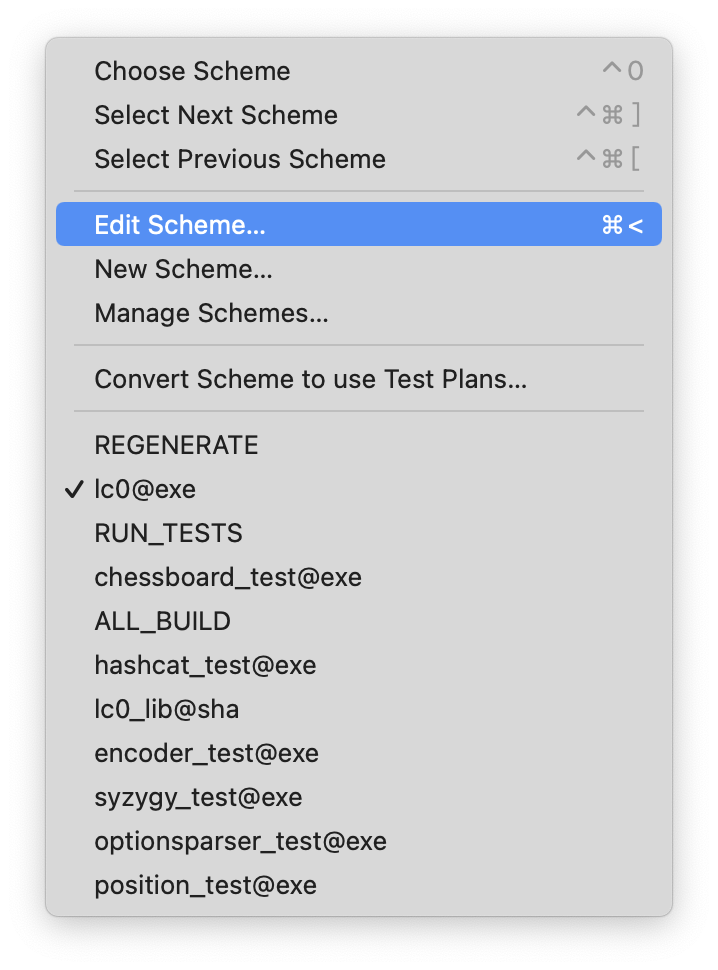 Choose Scheme ^0
Select Next Scheme ^⌘]
Select Previous Scheme ^⌘[
Edit Scheme... ⌘<
New Scheme...
Manage Schemes...
Convert Scheme to use Test Plans...
REGENERATE
✓ lc0@exe
RUN_TESTS
chessboard_test@exe
ALL_BUILD
hashcat_test@exe
lc0_lib@sha
encoder_test@exe
syzygy_test@exe
optionsparser_test@exe
position_test@exe